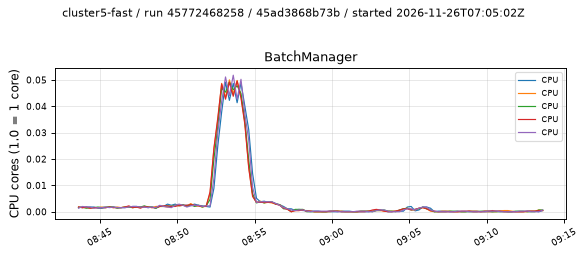 cluster5-fast / run 45772468258 / 45ad3868b73b / started 2026-11-26T07:05:02Z
BatchManager
CPU cores (1.0 = 1 core)
0.05
0.04
0.03
0.02
0.01
0.00
CPU
CPU
CPU
CPU
CPU
08:45
08:50
08:55
09:00
09:05
09:10
09:15